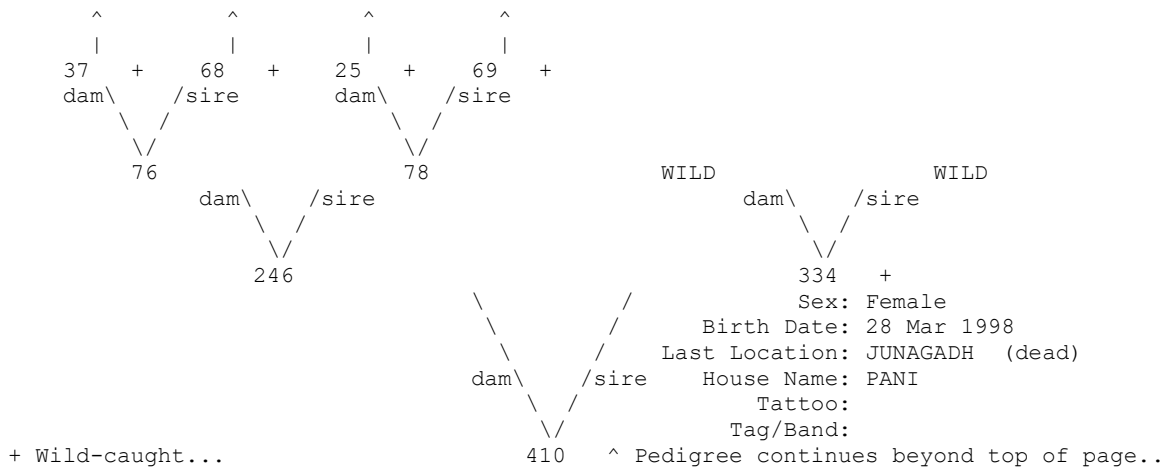 ^ ^ ^ ^
| | | |
37 + 68 + 25 + 69 +
dam\ /sire dam\ /sire
\ / \ /
\/ \/
76 78 WILD WILD
dam\ /sire dam\ /sire
\ / \ /
\/ \/
246 334 +
\ / Sex: Female
\ / Birth Date: 28 Mar 1998
\ / Last Location: JUNAGADH (dead)
dam\ /sire House Name: PANI
\ / Tattoo:
\/ Tag/Band:
+ Wild-caught... 410 ^ Pedigree continues beyond top of page..